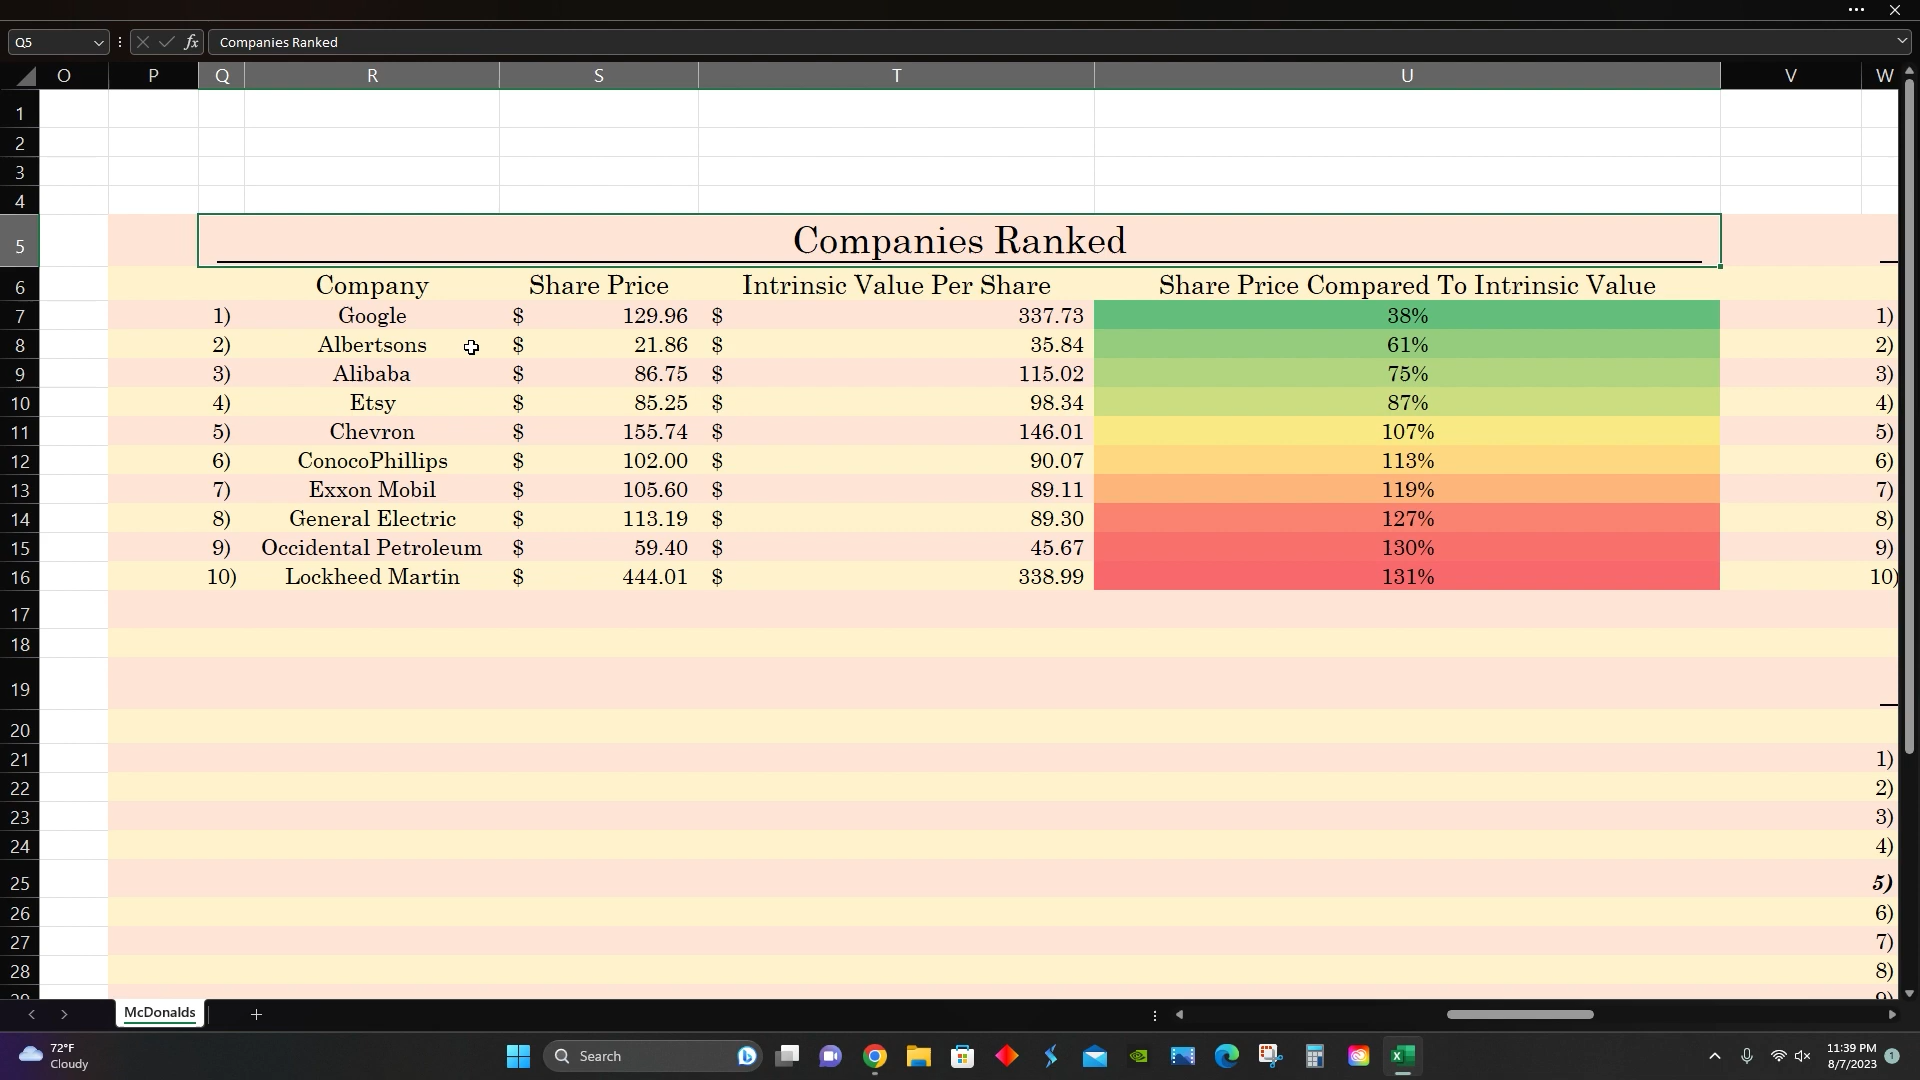 Q5 fx Companies Ranked
O P Q R S T U V W
1
2
3
4
5 Companies Ranked
6 Company Share Price Intrinsic Value Per Share Share Price Compared To Intrinsic Value
7 1) Google $ 129.96 $ 337.73 38% 1)
8 2) Albertsons $ 21.86 $ 35.84 61% 2)
9 3) Alibaba $ 86.75 $ 115.02 75% 3)
10 4) Etsy $ 85.25 $ 98.34 87% 4)
11 5) Chevron $ 155.74 $ 146.01 107% 5)
12 6) ConocoPhillips $ 102.00 $ 90.07 113% 6)
13 7) Exxon Mobil $ 105.60 $ 89.11 119% 7)
14 8) General Electric $ 113.19 $ 89.30 127% 8)
15 9) Occidental Petroleum $ 59.40 $ 45.67 130% 9)
16 10) Lockheed Martin $ 444.01 $ 338.99 131% 10)
17
18
19
20
21 1)
22 2)
23 3)
24 4)
25 5)
26 6)
27 7)
28 8)
29 9)
McDonalds +
72°F Search 11:39 PM
Cloudy 8/7/2023 1